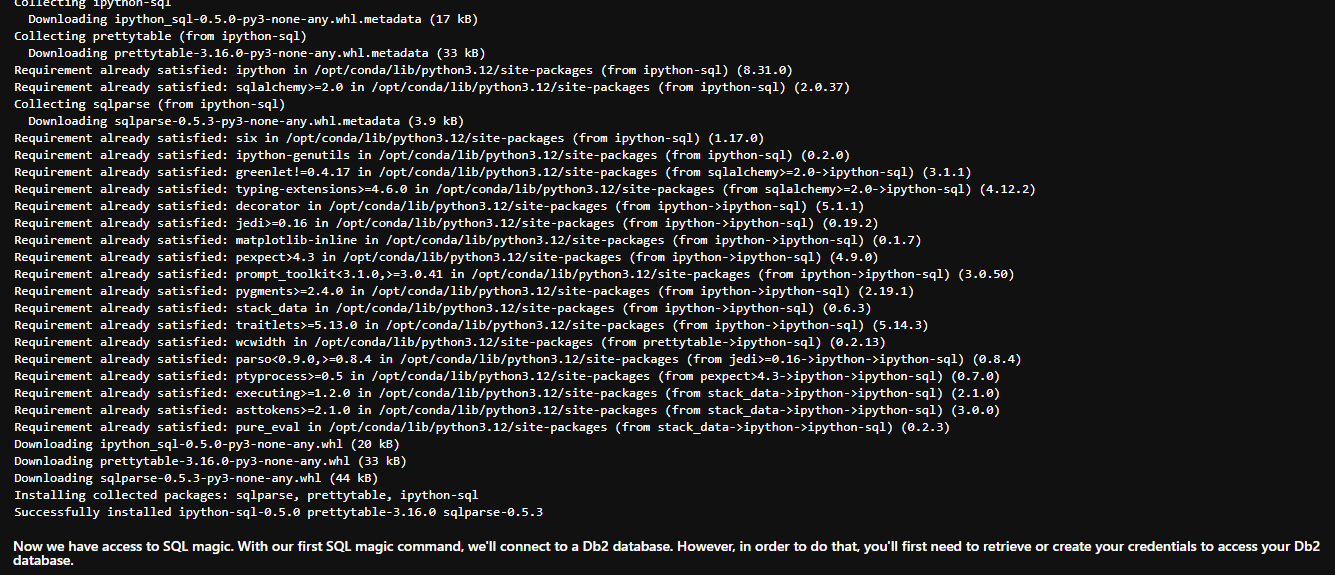 Collecting ipython-sql
  Downloading ipython_sql-0.5.0-py3-none-any.whl.metadata (17 kB)
Collecting prettytable (from ipython-sql)
  Downloading prettytable-3.16.0-py3-none-any.whl.metadata (33 kB)
Requirement already satisfied: ipython in /opt/conda/lib/python3.12/site-packages (from ipython-sql) (8.31.0)
Requirement already satisfied: sqlalchemy>=2.0 in /opt/conda/lib/python3.12/site-packages (from ipython-sql) (2.0.37)
Collecting sqlparse (from ipython-sql)
  Downloading sqlparse-0.5.3-py3-none-any.whl.metadata (3.9 kB)
Requirement already satisfied: six in /opt/conda/lib/python3.12/site-packages (from ipython-sql) (1.17.0)
Requirement already satisfied: ipython-genutils in /opt/conda/lib/python3.12/site-packages (from ipython-sql) (0.2.0)
Requirement already satisfied: greenlet!=0.4.17 in /opt/conda/lib/python3.12/site-packages (from sqlalchemy>=2.0->ipython-sql) (3.1.1)
Requirement already satisfied: typing-extensions>=4.6.0 in /opt/conda/lib/python3.12/site-packages (from sqlalchemy>=2.0->ipython-sql) (4.12.2)
Requirement already satisfied: decorator in /opt/conda/lib/python3.12/site-packages (from ipython->ipython-sql) (5.1.1)
Requirement already satisfied: jedi>=0.16 in /opt/conda/lib/python3.12/site-packages (from ipython->ipython-sql) (0.19.2)
Requirement already satisfied: matplotlib-inline in /opt/conda/lib/python3.12/site-packages (from ipython->ipython-sql) (0.1.7)
Requirement already satisfied: pexpect>4.3 in /opt/conda/lib/python3.12/site-packages (from ipython->ipython-sql) (4.9.0)
Requirement already satisfied: prompt_toolkit<3.1.0,>=3.0.41 in /opt/conda/lib/python3.12/site-packages (from ipython->ipython-sql) (3.0.50)
Requirement already satisfied: pygments>=2.4.0 in /opt/conda/lib/python3.12/site-packages (from ipython->ipython-sql) (2.19.1)
Requirement already satisfied: stack_data in /opt/conda/lib/python3.12/site-packages (from ipython->ipython-sql) (0.6.3)
Requirement already satisfied: traitlets>=5.13.0 in /opt/conda/lib/python3.12/site-packages (from ipython->ipython-sql) (5.14.3)
Requirement already satisfied: wcwidth in /opt/conda/lib/python3.12/site-packages (from prettytable->ipython-sql) (0.2.13)
Requirement already satisfied: parso<0.9.0,>=0.8.4 in /opt/conda/lib/python3.12/site-packages (from jedi>=0.16->ipython->ipython-sql) (0.8.4)
Requirement already satisfied: ptyprocess>=0.5 in /opt/conda/lib/python3.12/site-packages (from pexpect>4.3->ipython->ipython-sql) (0.7.0)
Requirement already satisfied: executing>=1.2.0 in /opt/conda/lib/python3.12/site-packages (from stack_data->ipython->ipython-sql) (2.1.0)
Requirement already satisfied: asttokens>=2.1.0 in /opt/conda/lib/python3.12/site-packages (from stack_data->ipython->ipython-sql) (3.0.0)
Requirement already satisfied: pure_eval in /opt/conda/lib/python3.12/site-packages (from stack_data->ipython->ipython-sql) (0.2.3)
Downloading ipython_sql-0.5.0-py3-none-any.whl (20 kB)
Downloading prettytable-3.16.0-py3-none-any.whl (33 kB)
Downloading sqlparse-0.5.3-py3-none-any.whl (44 kB)
Installing collected packages: sqlparse, prettytable, ipython-sql
Successfully installed ipython-sql-0.5.0 prettytable-3.16.0 sqlparse-0.5.3
Now we have access to SQL magic. With our first SQL magic command, we'll connect to a Db2 database. However, in order to do that, you'll first need to retrieve or create your credentials to access your Db2
database.